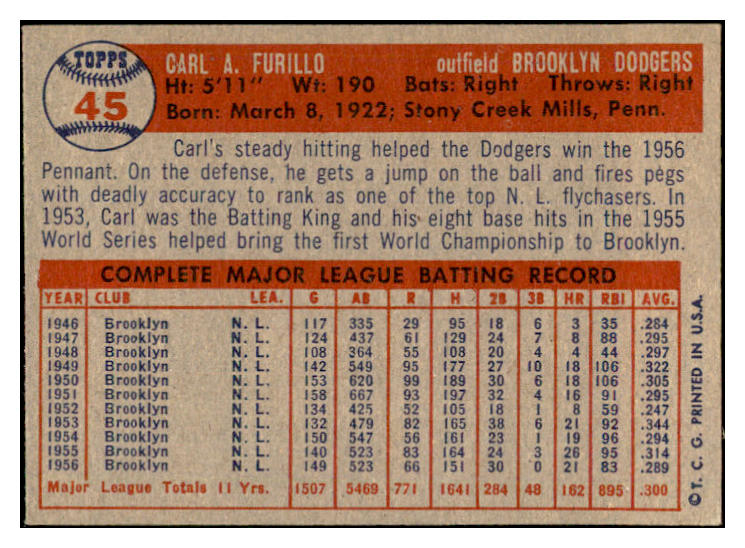 TOPPS
45
CARL A. FURILLO outfield BROOKLYN DODGERS
Ht: 5'11" Wt: 190 Bats: Right Throws: Right
Born: March 8, 1922; Stony Creek Mills, Penn.
Carl's steady hitting helped the Dodgers win the 1956
Pennant. On the defense, he gets a jump on the ball and fires pegs
with deadly accuracy to rank as one of the top N. L. flychasers. In
1953, Carl was the Batting King and his eight base hits in the 1955
World Series helped bring the first World Championship to Brooklyn.
COMPLETE MAJOR LEAGUE BATTING RECORD
YEAR CLUB LEA. G AB R H 2B 3B HR RBI AVG.
1946 Brooklyn N. L. 117 335 29 95 18 6 3 35 .284
1947 Brooklyn N. L. 124 437 61 129 24 7 8 88 .295
1948 Brooklyn N. L. 108 364 55 108 20 4 4 44 .297
1949 Brooklyn N. L. 142 549 95 177 27 10 18 106 .322
1950 Brooklyn N. L. 153 620 99 189 30 6 18 106 .305
1951 Brooklyn N. L. 158 667 93 197 32 4 16 91 .295
1952 Brooklyn N. L. 134 425 52 105 18 1 8 59 .247
1953 Brooklyn N. L. 132 479 82 165 38 6 21 92 .344
1954 Brooklyn N. L. 150 547 56 161 23 1 19 96 .294
1955 Brooklyn N. L. 140 523 83 164 24 3 26 95 .314
1956 Brooklyn N. L. 149 523 66 151 30 0 21 83 .289
Major League Totals 11 Yrs. 1507 5469 771 1641 284 48 162 895 .300
©T. C. G. PRINTED IN U.S.A.